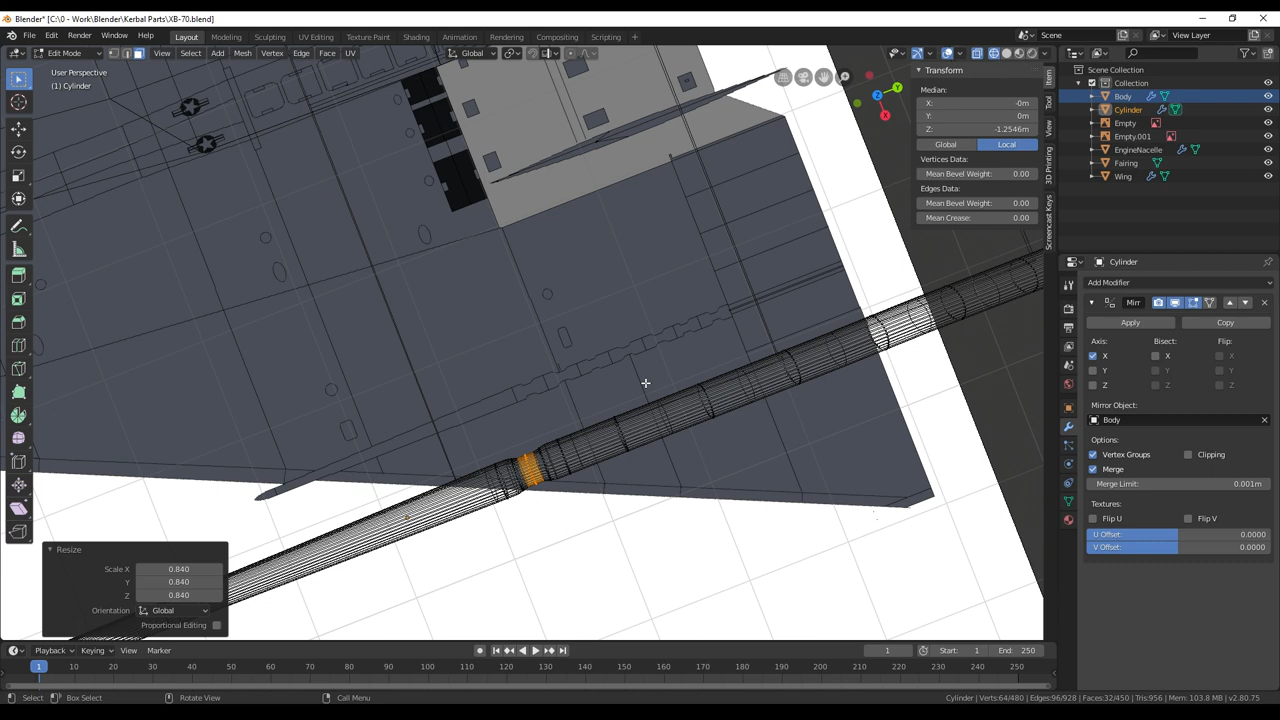 Blender* [C:\0 - Work\Blender\Kerbal Parts\XB-70.blend]
File Edit Render Window Help Layout Modeling Sculpting UV Editing Texture Paint Shading Animation Rendering Compositing Scripting + Scene View Layer
Edit Mode View Select Add Mesh Vertex Edge Face UV Global
User Perspective
(1) Cylinder
Transform
Median:
X: -0m
Y: 0m
Z: -1.2546m
Global Local
Vertices Data:
Mean Bevel Weight: 0.00
Edges Data:
Mean Bevel Weight: 0.00
Mean Crease: 0.00
Item
Tool
View
3D Printing
Screencast Keys
Z Y X
Scene Collection
Collection
Body
Cylinder
Empty
Empty.001
EngineNacelle
Fairing
Wing
Cylinder
Add Modifier
Mirr
Apply Copy
Axis: Bisect: Flip:
X X X
Y Y Y
Z Z Z
Mirror Object:
Body
Options:
Vertex Groups Clipping
Merge
Merge Limit: 0.001m
Textures:
Flip U Flip V
U Offset: 0.0000
V Offset: 0.0000
Resize
Scale X 0.840
Y 0.840
Z 0.840
Orientation Global
Proportional Editing
Playback Keying View Marker 1 Start: 1 End: 250
1 10 20 30 40 50 60 70 80 90 100 110 120 130 140 150 160 170 180 190 200 210 220 230 240 250
Select Box Select Rotate View Call Menu Cylinder | Verts:64/480 | Edges:96/928 | Faces:32/450 | Tris:956 | Mem: 103.8 MB | v2.80.75